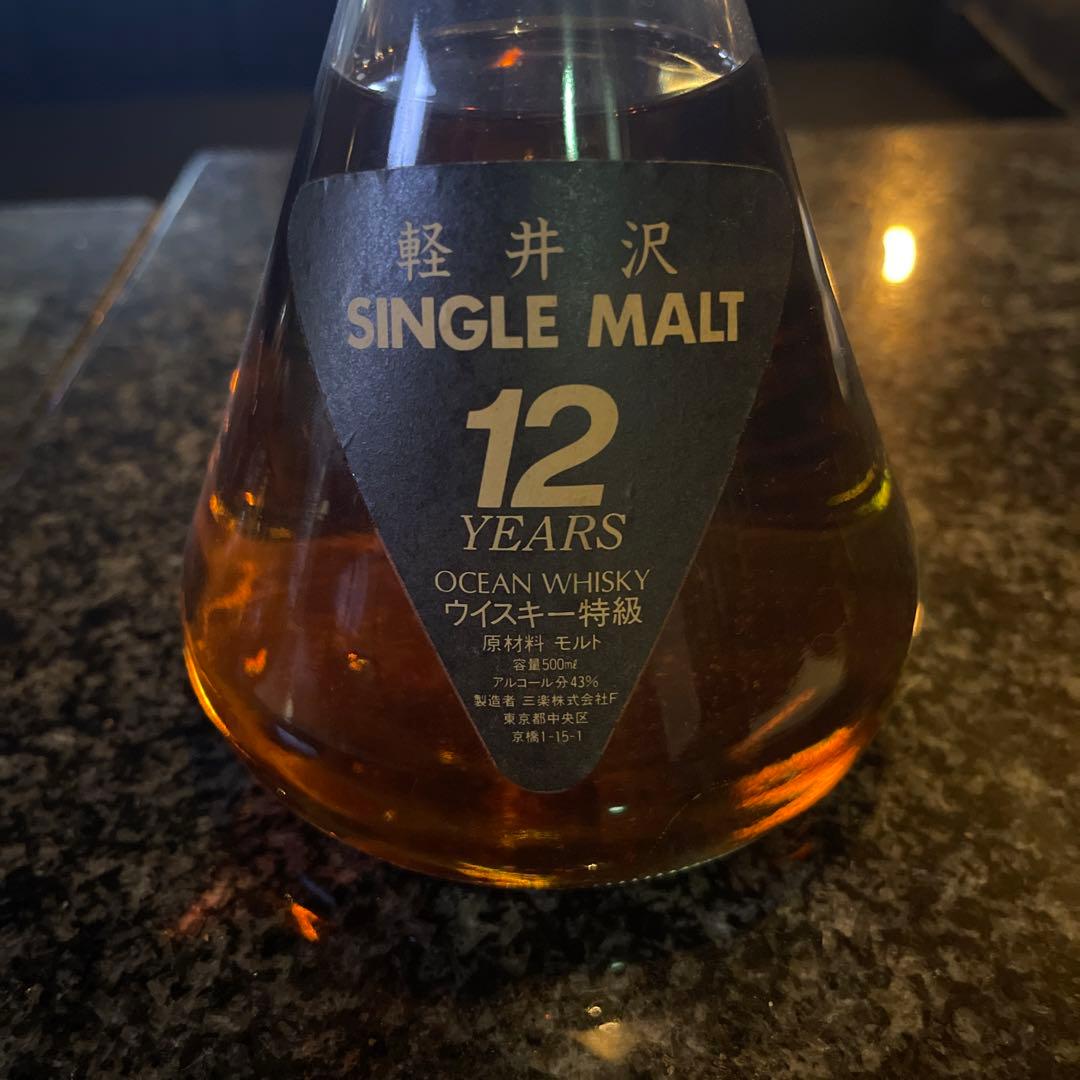 軽井沢
SINGLE MALT
12
YEARS
OCEAN WHISKY
ウイスキー特級
原材料 モルト
容量500㎖
アルコール分43%
製造者 三楽株式会社F
東京都中央区
京橋1-15-1